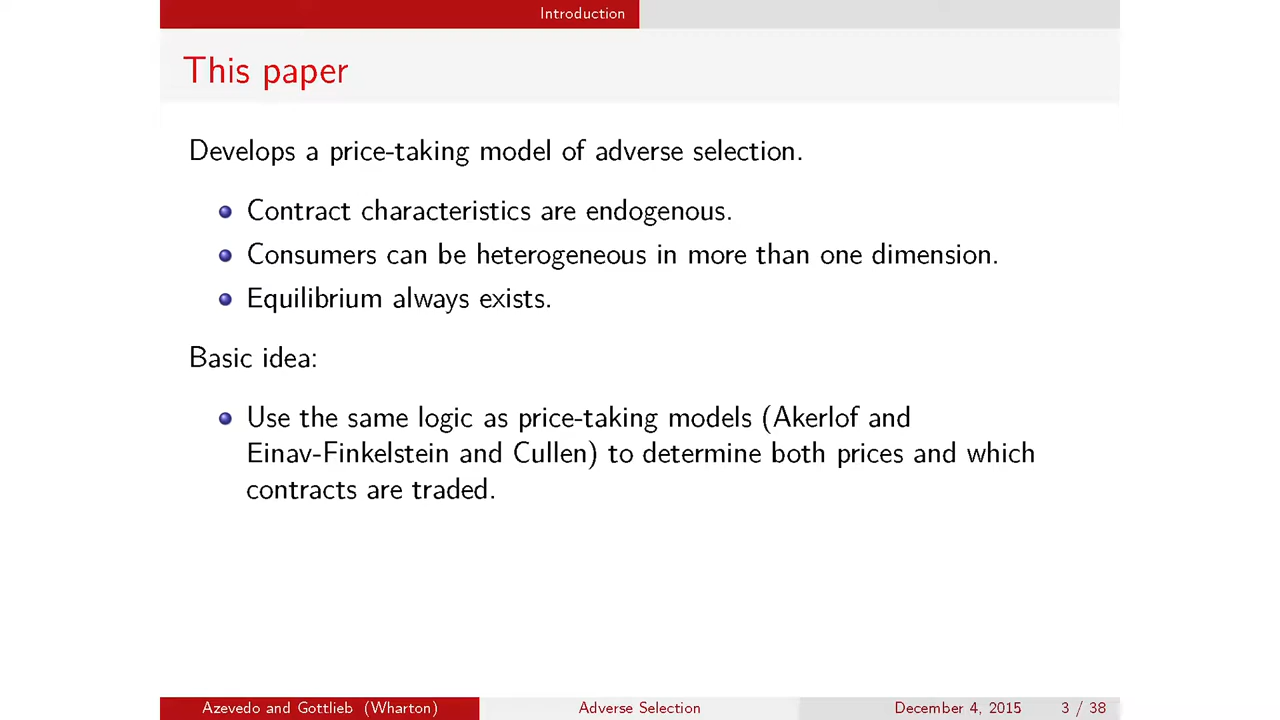 Introduction
This paper
Develops a price-taking model of adverse selection.
Contract characteristics are endogenous.
Consumers can be heterogeneous in more than one dimension.
Equilibrium always exists.
Basic idea:
Use the same logic as price-taking models (Akerlof and
Einav-Finkelstein and Cullen) to determine both prices and which
contracts are traded.
Azevedo and Gottlieb (Wharton) Adverse Selection December 4, 2015 3 / 38